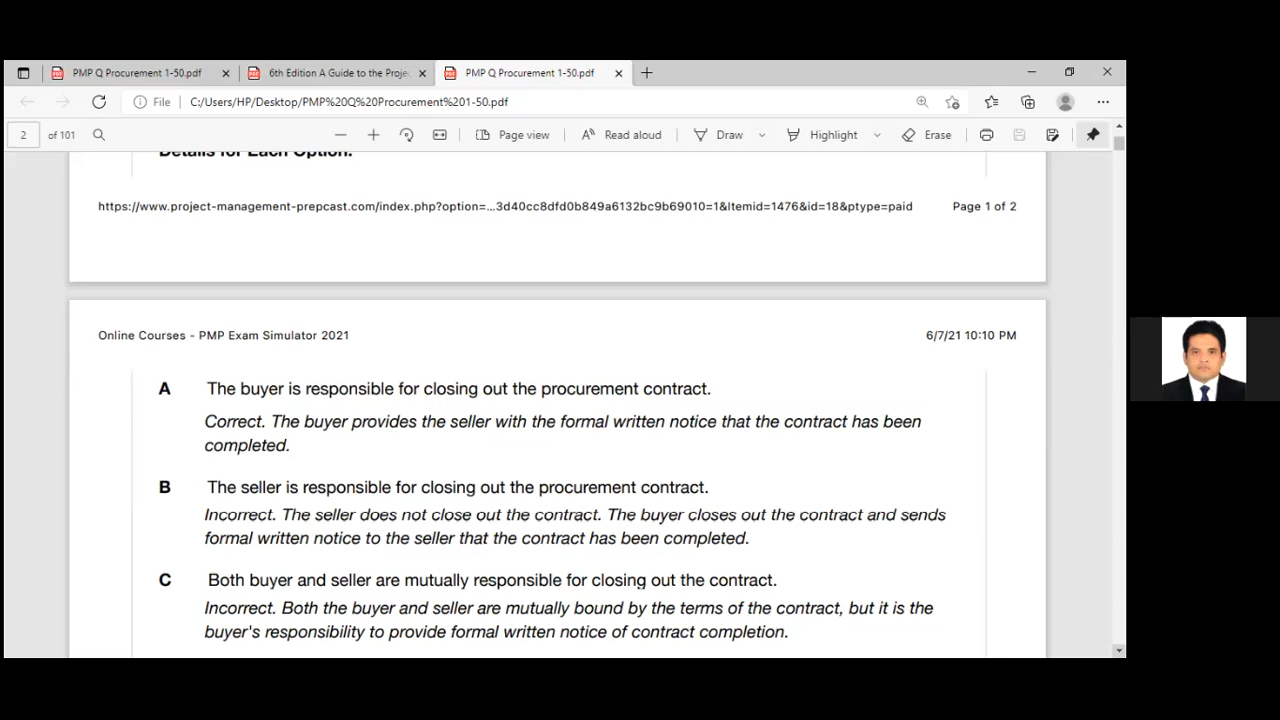 PMP Q Procurement 1-50.pdf
6th Edition A Guide to the Proje
PMP Q Procurement 1-50.pdf
File
C:/Users/HP/Desktop/PMP%20Q%20Procurement%201-50.pdf
2
of 101
Page view
Read aloud
Draw
Highlight
Erase
Details for Each Option:
https://www.project-management-prepcast.com/index.php?option=...3d40cc8dfd0b849a6132bc9b69010=1&Itemid=1476&id=18&ptype=paid
Page 1 of 2
Online Courses - PMP Exam Simulator 2021
6/7/21 10:10 PM
A The buyer is responsible for closing out the procurement contract.
Correct. The buyer provides the seller with the formal written notice that the contract has been
completed.
B The seller is responsible for closing out the procurement contract.
Incorrect. The seller does not close out the contract. The buyer closes out the contract and sends
formal written notice to the seller that the contract has been completed.
C Both buyer and seller are mutually responsible for closing out the contract.
Incorrect. Both the buyer and seller are mutually bound by the terms of the contract, but it is the
buyer's responsibility to provide formal written notice of contract completion.